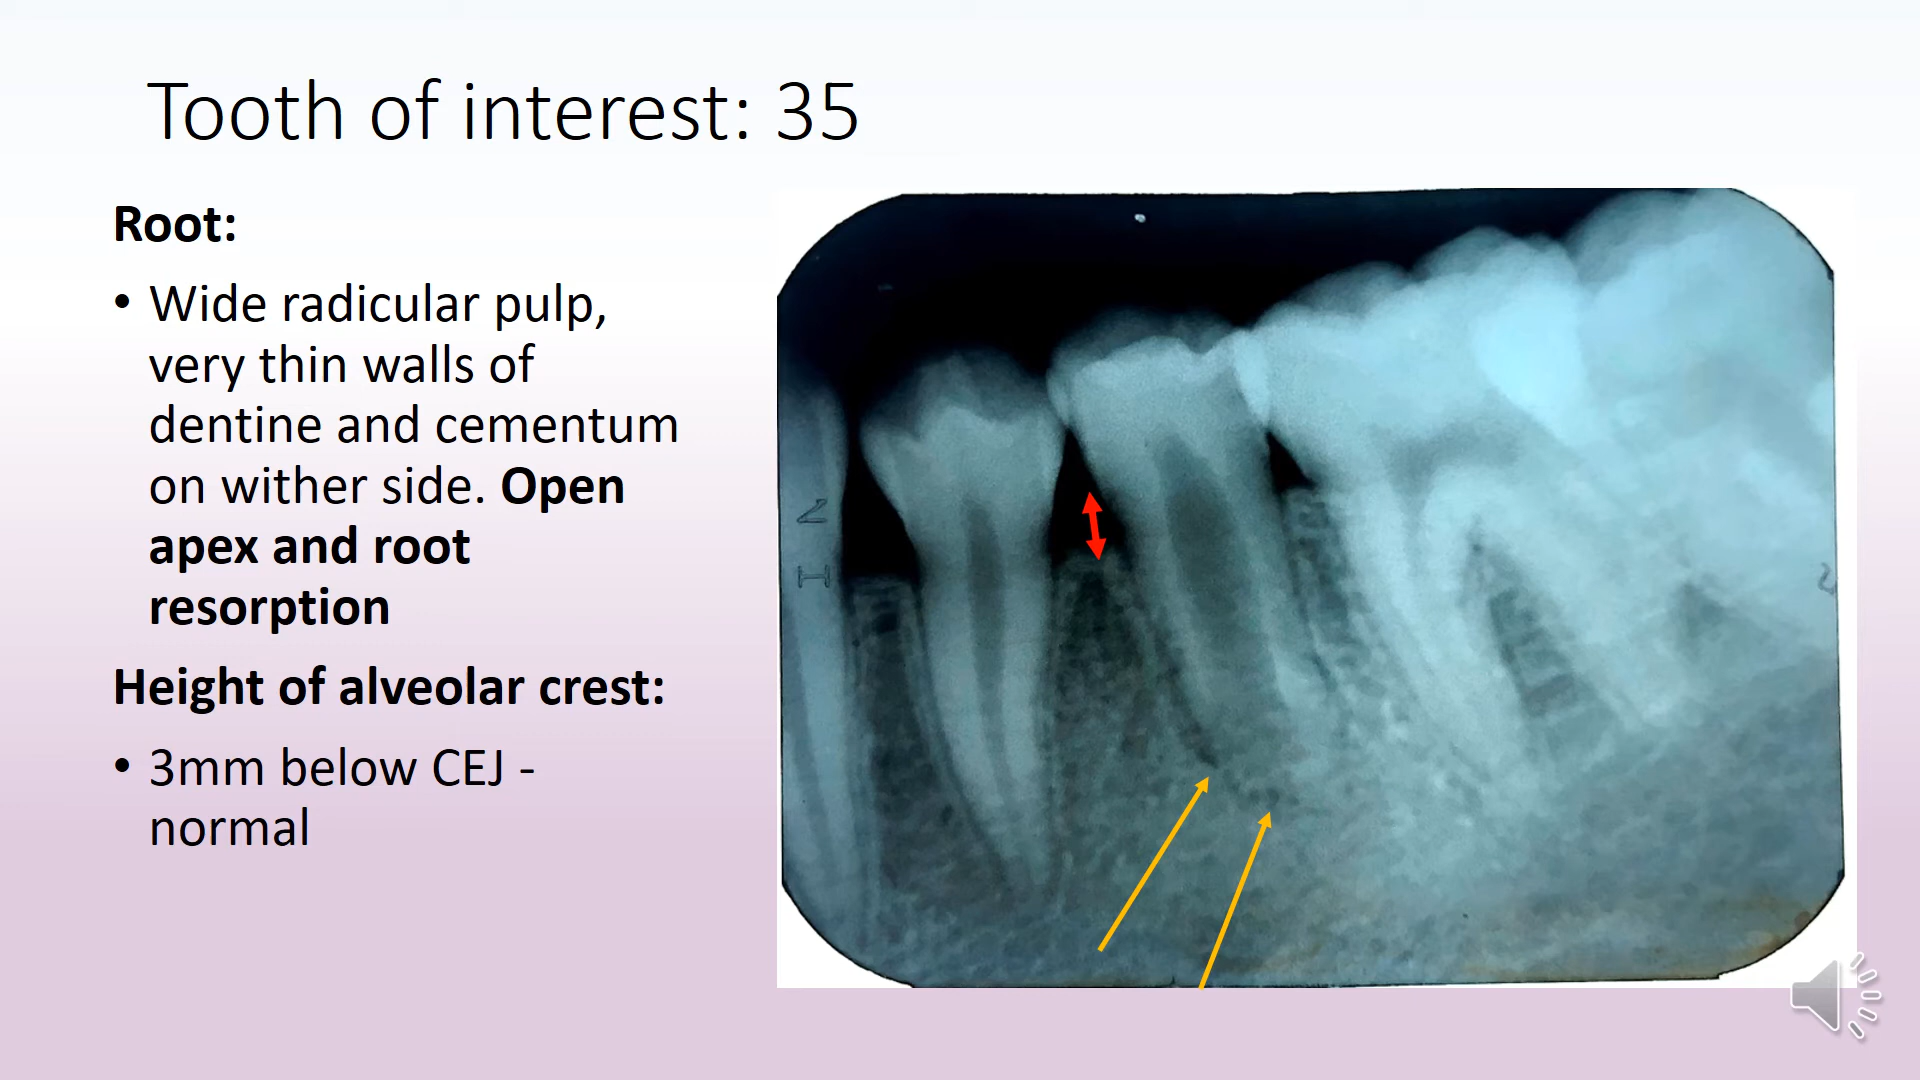 Tooth of interest: 35
Root:
• Wide radicular pulp,
very thin walls of
dentine and cementum
on wither side. Open
apex and root
resorption
Height of alveolar crest:
• 3mm below CEJ -
normal